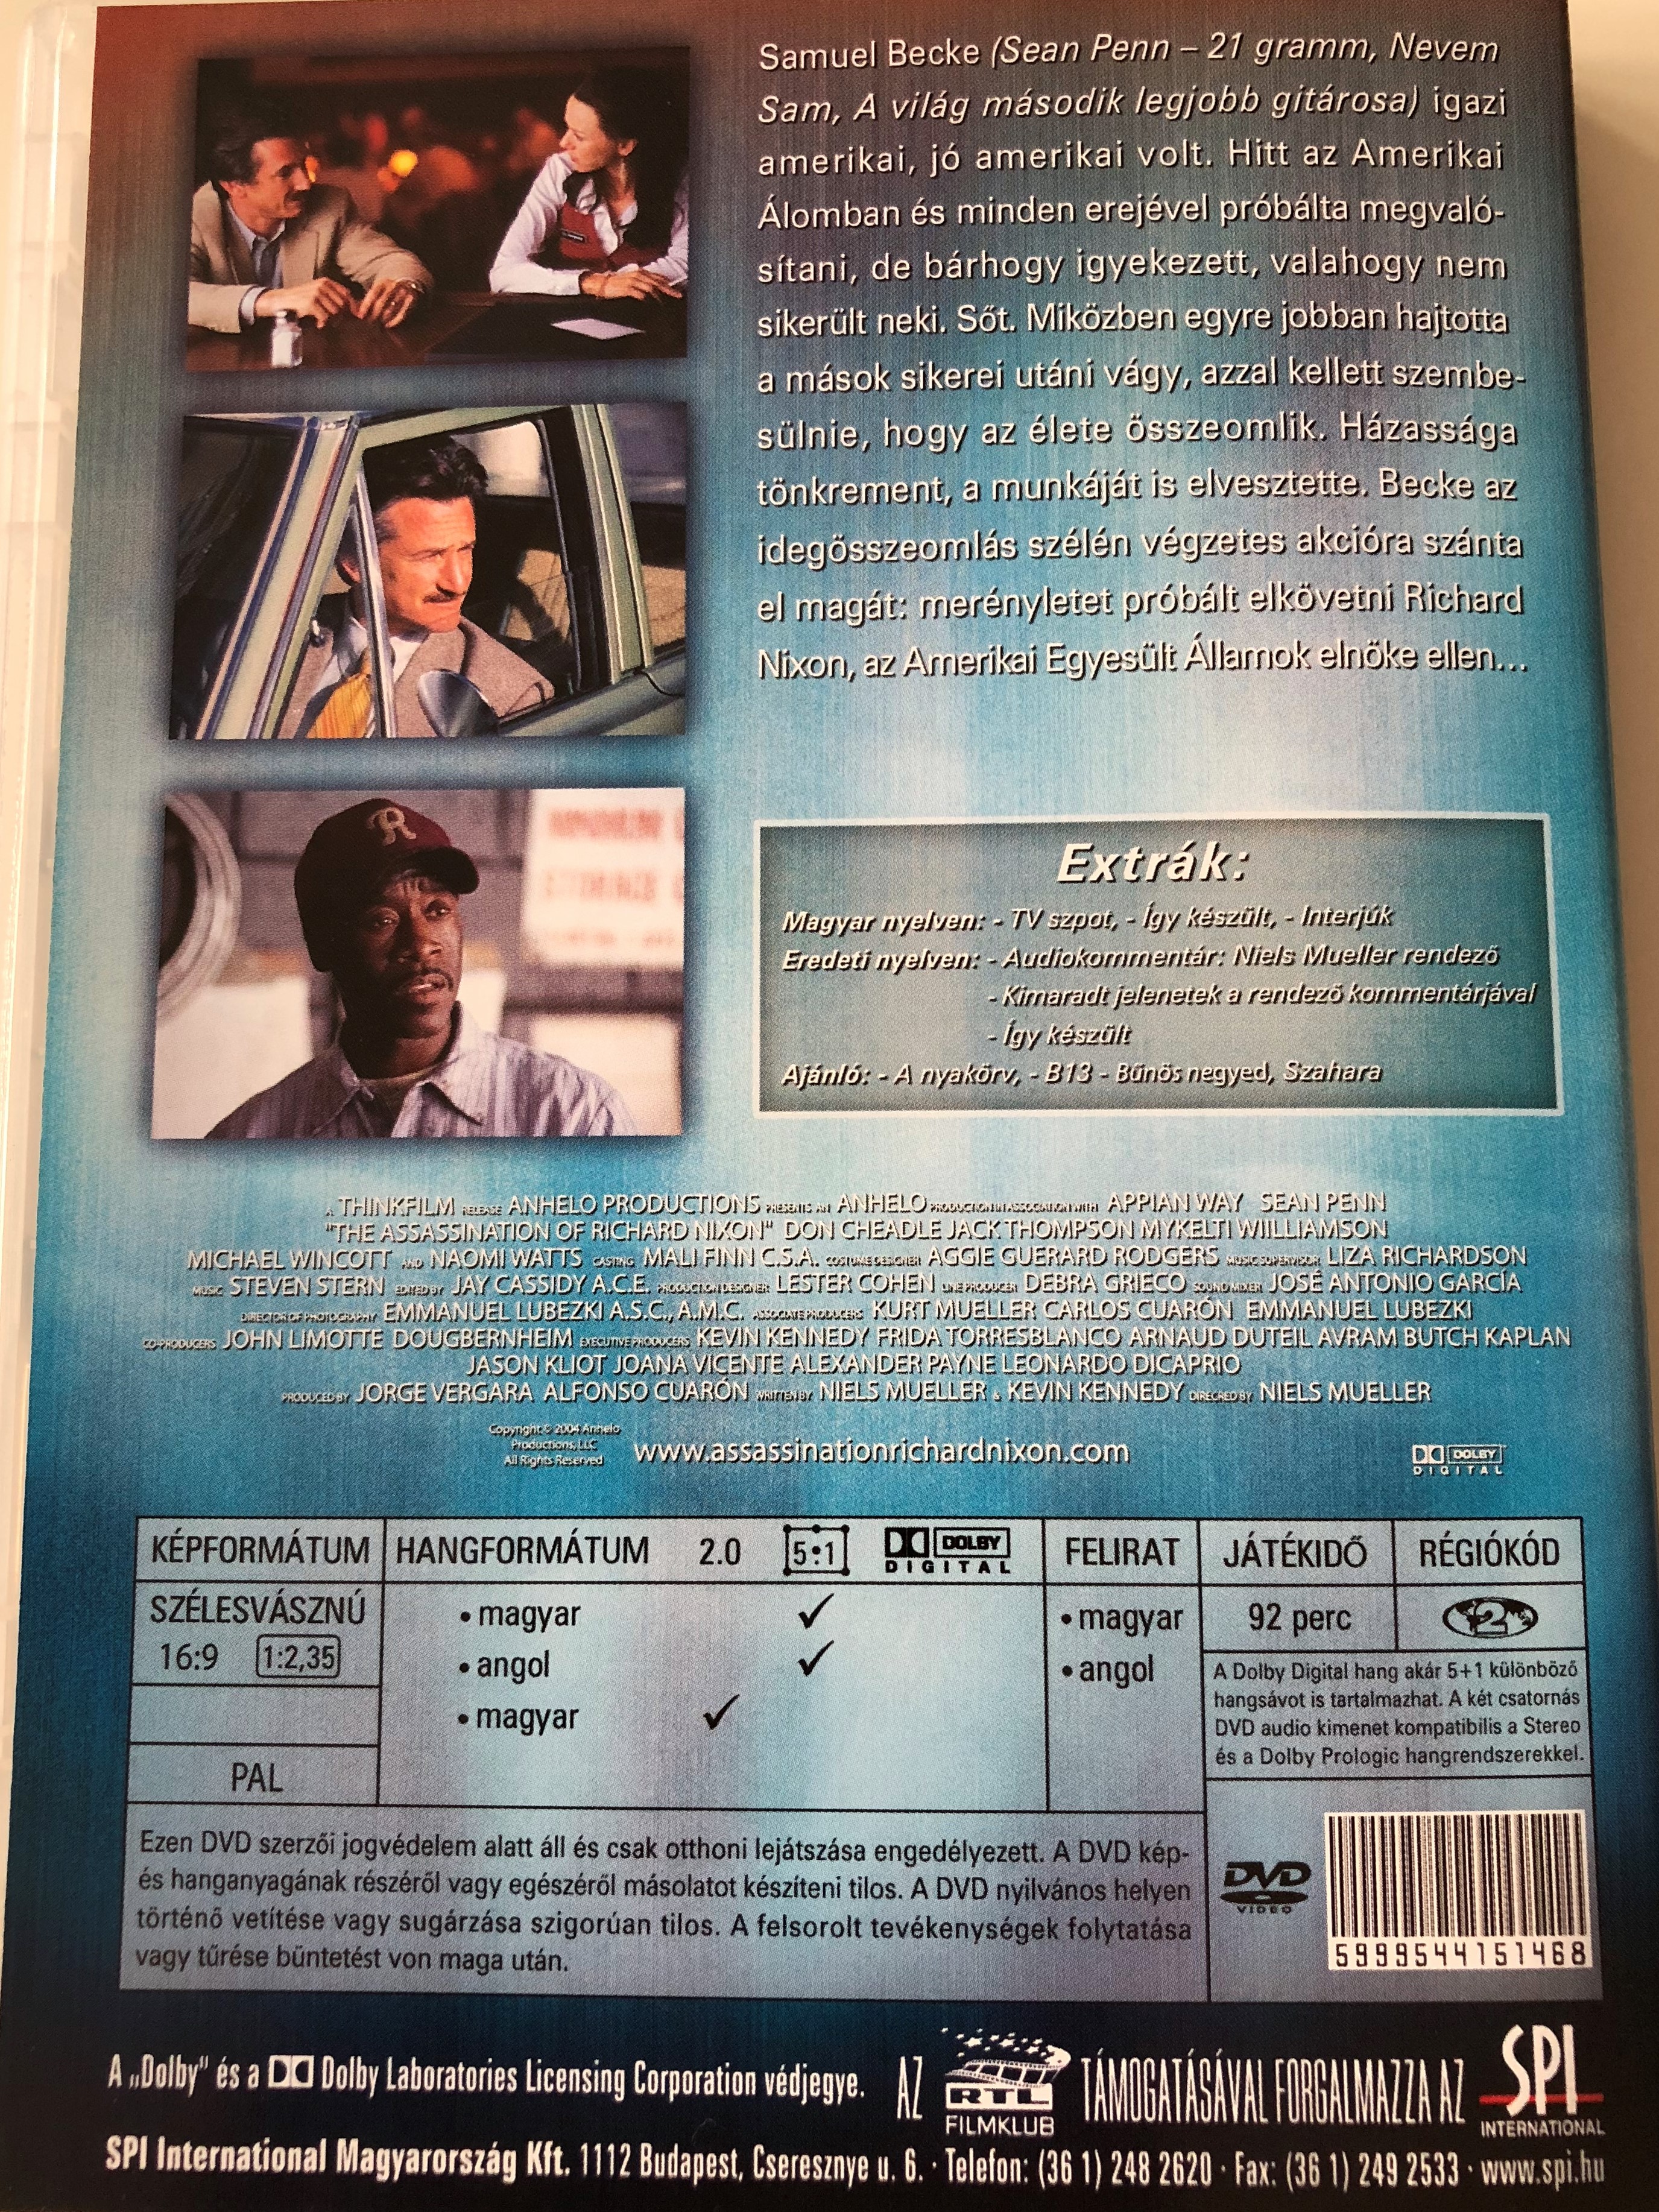 Samuel Becke (Sean Penn – 21 gramm, Nevem
Sam, A világ második legjobb gitárosa) igazi
amerikai, jó amerikai volt. Hitt az Amerikai
Álomban és minden erejével próbálta megvaló-
sítani, de bárhogy igyekezett, valahogy nem
sikerült neki. Sőt. Miközben egyre jobban hajtotta
a mások sikerei utáni vágy, azzal kellett szembe-
sülnie, hogy az élete összeomlik. Házassága
tönkrement, a munkáját is elvesztette. Becke az
idegösszeomlás szélén végzetes akcióra szánta
el magát: merényletet próbált elkövetni Richard
Nixon, az Amerikai Egyesült Államok elnöke ellen...
R
Extrák:
Magyar nyelven: - TV szpot, - Így készült, - Interjúk
Eredeti nyelven: - Audiokommentár: Niels Mueller rendező
- Kimaradt jelenetek a rendező kommentárjával
- Így készült
Ajánló: - A nyakörv, - B13 - Bűnös negyed, Szahara
A THINKFILM RELEASE ANHELO PRODUCTIONS PRESENTS AN ANHELO PRODUCTION IN ASSOCIATION WITH APPIAN WAY SEAN PENN
"THE ASSASSINATION OF RICHARD NIXON" DON CHEADLE JACK THOMPSON MYKELTI WIILLIAMSON
MICHAEL WINCOTT AND NAOMI WATTS CASTING MALI FINN C.S.A. COSTUME DESIGNER AGGIE GUERARD RODGERS MUSIC SUPERVISOR LIZA RICHARDSON
MUSIC STEVEN STERN EDITED BY JAY CASSIDY A.C.E. PRODUCTION DESIGNER LESTER COHEN LINE PRODUCER DEBRA GRIECO SOUND MIXER JOSÉ ANTONIO GARCÍA
DIRECTOR OF PHOTOGRAPHY EMMANUEL LUBEZKI A.S.C., A.M.C. ASSOCIATE PRODUCERS KURT MUELLER CARLOS CUARÓN EMMANUEL LUBEZKI
CO-PRODUCERS JOHN LIMOTTE DOUGBERNHEIM EXECUTIVE PRODUCERS KEVIN KENNEDY FRIDA TORRESBLANCO ARNAUD DUTEIL AVRAM BUTCH KAPLAN
JASON KLIOT JOANA VICENTE ALEXANDER PAYNE LEONARDO DICAPRIO
PRODUCED BY JORGE VERGARA ALFONSO CUARÓN WRITTEN BY NIELS MUELLER & KEVIN KENNEDY DIRECRED BY NIELS MUELLER
Copyright © 2004 Anhelo
Productions, LLC
All Rights Reserved
www.assassinationrichardnixon.com
DOLBY
DIGITAL
KÉPFORMÁTUM HANGFORMÁTUM 2.0 5:1 DOLBY DIGITAL FELIRAT JÁTÉKIDŐ RÉGIÓKÓD
SZÉLESVÁSZNÚ • magyar ✓ • magyar 92 perc 2
16:9 1:2,35 • angol ✓ • angol
• magyar ✓
PAL
A Dolby Digital hang akár 5+1 különböző
hangsávot is tartalmazhat. A két csatornás
DVD audio kimenet kompatibilis a Stereo
és a Dolby Prologic hangrendszerekkel.
Ezen DVD szerzői jogvédelem alatt áll és csak otthoni lejátszása engedélyezett. A DVD kép-
és hanganyagának részéről vagy egészéről másolatot készíteni tilos. A DVD nyilvános helyen
történő vetítése vagy sugárzása szigorúan tilos. A felsorolt tevékenységek folytatása
vagy tűrése büntetést von maga után.
DVD
VIDEO
5999544151468
A „Dolby" és a Dolby Laboratories Licensing Corporation védjegye. AZ RTL FILMKLUB TÁMOGATÁSÁVAL FORGALMAZZA AZ SPI INTERNATIONAL
SPI International Magyarország Kft. 1112 Budapest, Cseresznye u. 6. · Telefon: (36 1) 248 2620 · Fax: (36 1) 249 2533 · www.spi.hu